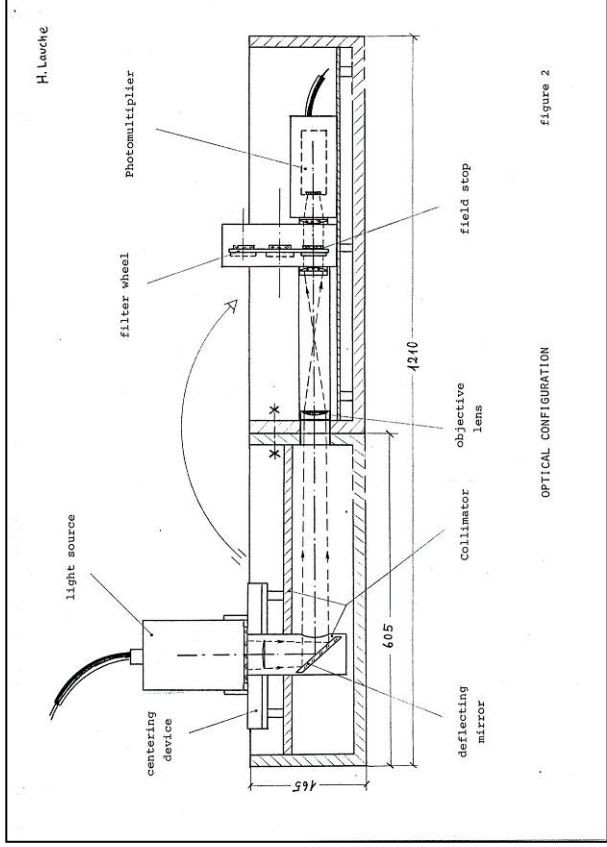 H. Lauche
light source
centering
device
filter wheel
Photomultiplier
165
605
1210
deflecting
mirror
Collimator
objective
lens
field stop
OPTICAL CONFIGURATION
figure 2